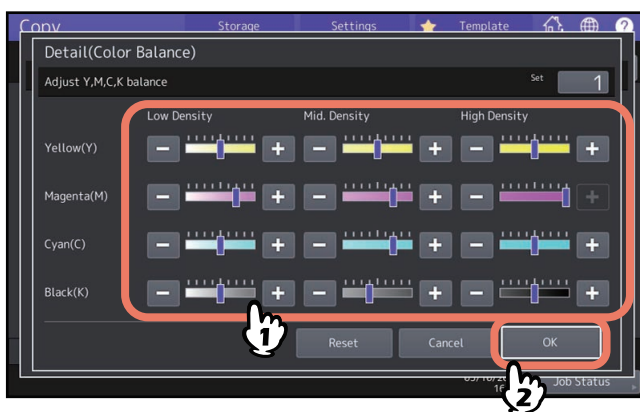 Copy Storage Settings Template ?
Detail(Color Balance)
Adjust Y,M,C,K balance Set 1
Low Density Mid. Density High Density
Yellow(Y) − + − + − +
Magenta(M) − + − + − +
Cyan(C) − + − + − +
Black(K) − + − + − +
1
Reset Cancel OK
Job Status
2